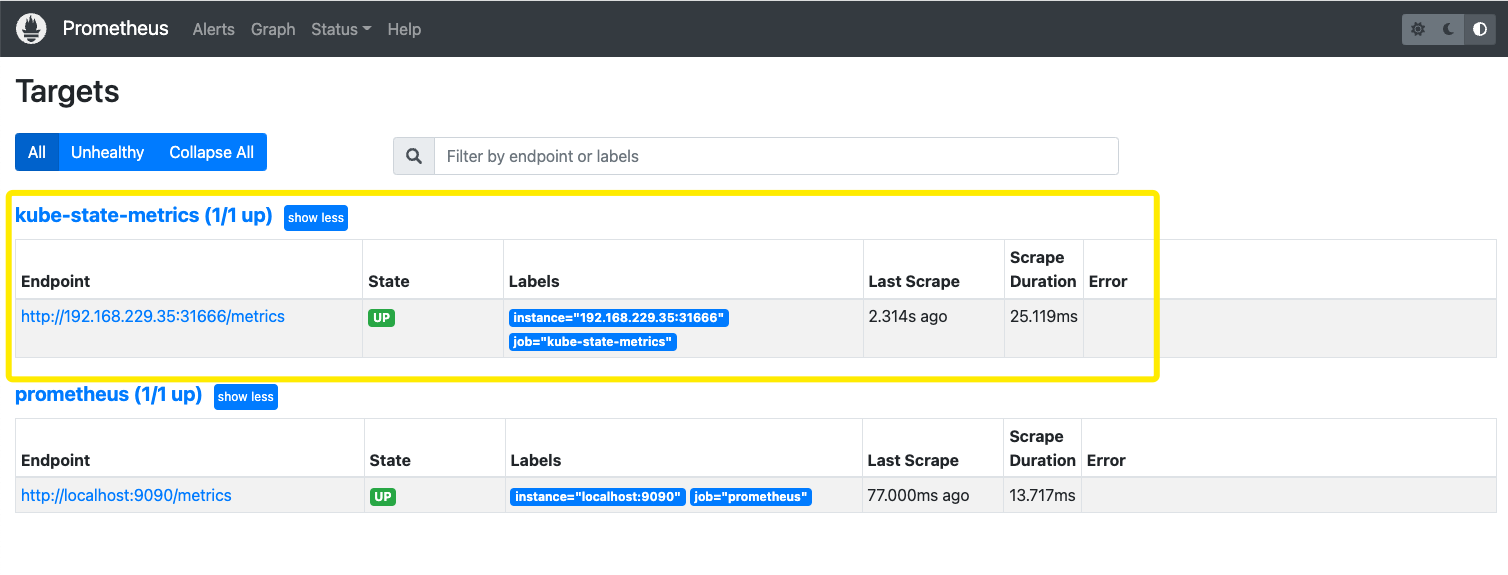 Prometheus Alerts Graph Status Help
Targets
All Unhealthy Collapse All Filter by endpoint or labels
kube-state-metrics (1/1 up) show less
Endpoint State Labels Last Scrape Scrape Duration Error
http://192.168.229.35:31666/metrics UP instance="192.168.229.35:31666" 2.314s ago 25.119ms
job="kube-state-metrics"
prometheus (1/1 up) show less
Endpoint State Labels Last Scrape Scrape Duration Error
http://localhost:9090/metrics UP instance="localhost:9090" job="prometheus" 77.000ms ago 13.717ms